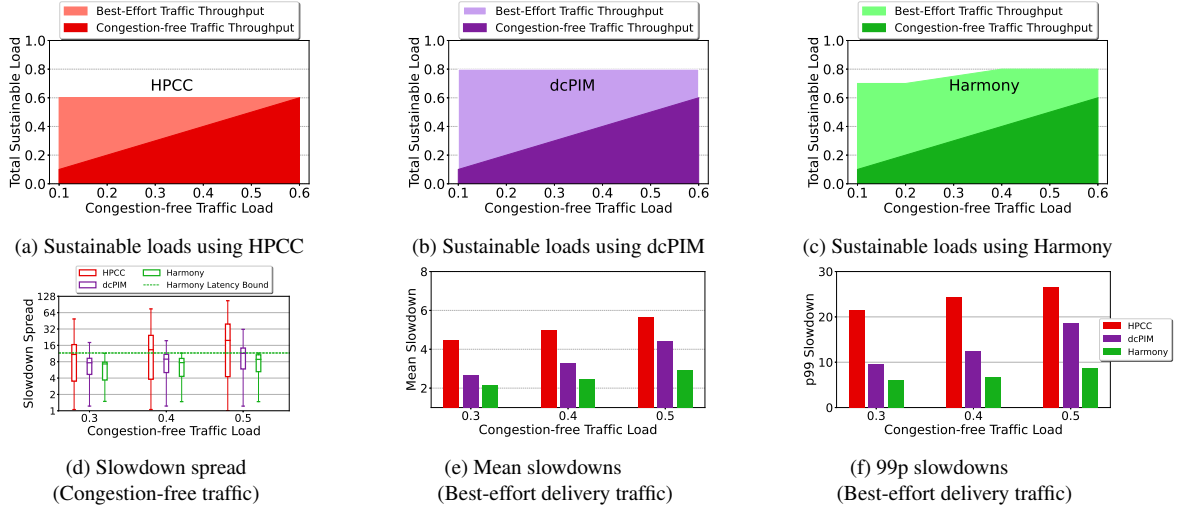 Best-Effort Traffic Throughput
Congestion-free Traffic Throughput
1.0
0.8
0.6
0.4
0.2
0.0
Total Sustainable Load
HPCC
0.1 0.2 0.3 0.4 0.5 0.6
Congestion-free Traffic Load
(a) Sustainable loads using HPCC
Best-Effort Traffic Throughput
Congestion-free Traffic Throughput
1.0
0.8
0.6
0.4
0.2
0.0
Total Sustainable Load
dcPIM
0.1 0.2 0.3 0.4 0.5 0.6
Congestion-free Traffic Load
(b) Sustainable loads using dcPIM
Best-Effort Traffic Throughput
Congestion-free Traffic Throughput
1.0
0.8
0.6
0.4
0.2
0.0
Total Sustainable Load
Harmony
0.1 0.2 0.3 0.4 0.5 0.6
Congestion-free Traffic Load
(c) Sustainable loads using Harmony
HPCC
dcPIM
Harmony
Harmony Latency Bound
128
64
32
16
8
4
2
1
Slowdown Spread
0.3 0.4 0.5
Congestion-free Traffic Load
(d) Slowdown spread
(Congestion-free traffic)
8
6
4
2
Mean Slowdown
0.3 0.4 0.5
Congestion-free Traffic Load
(e) Mean slowdowns
(Best-effort delivery traffic)
30
20
10
0
p99 Slowdown
HPCC
dcPIM
Harmony
0.3 0.4 0.5
Congestion-free Traffic Load
(f) 99p slowdowns
(Best-effort delivery traffic)